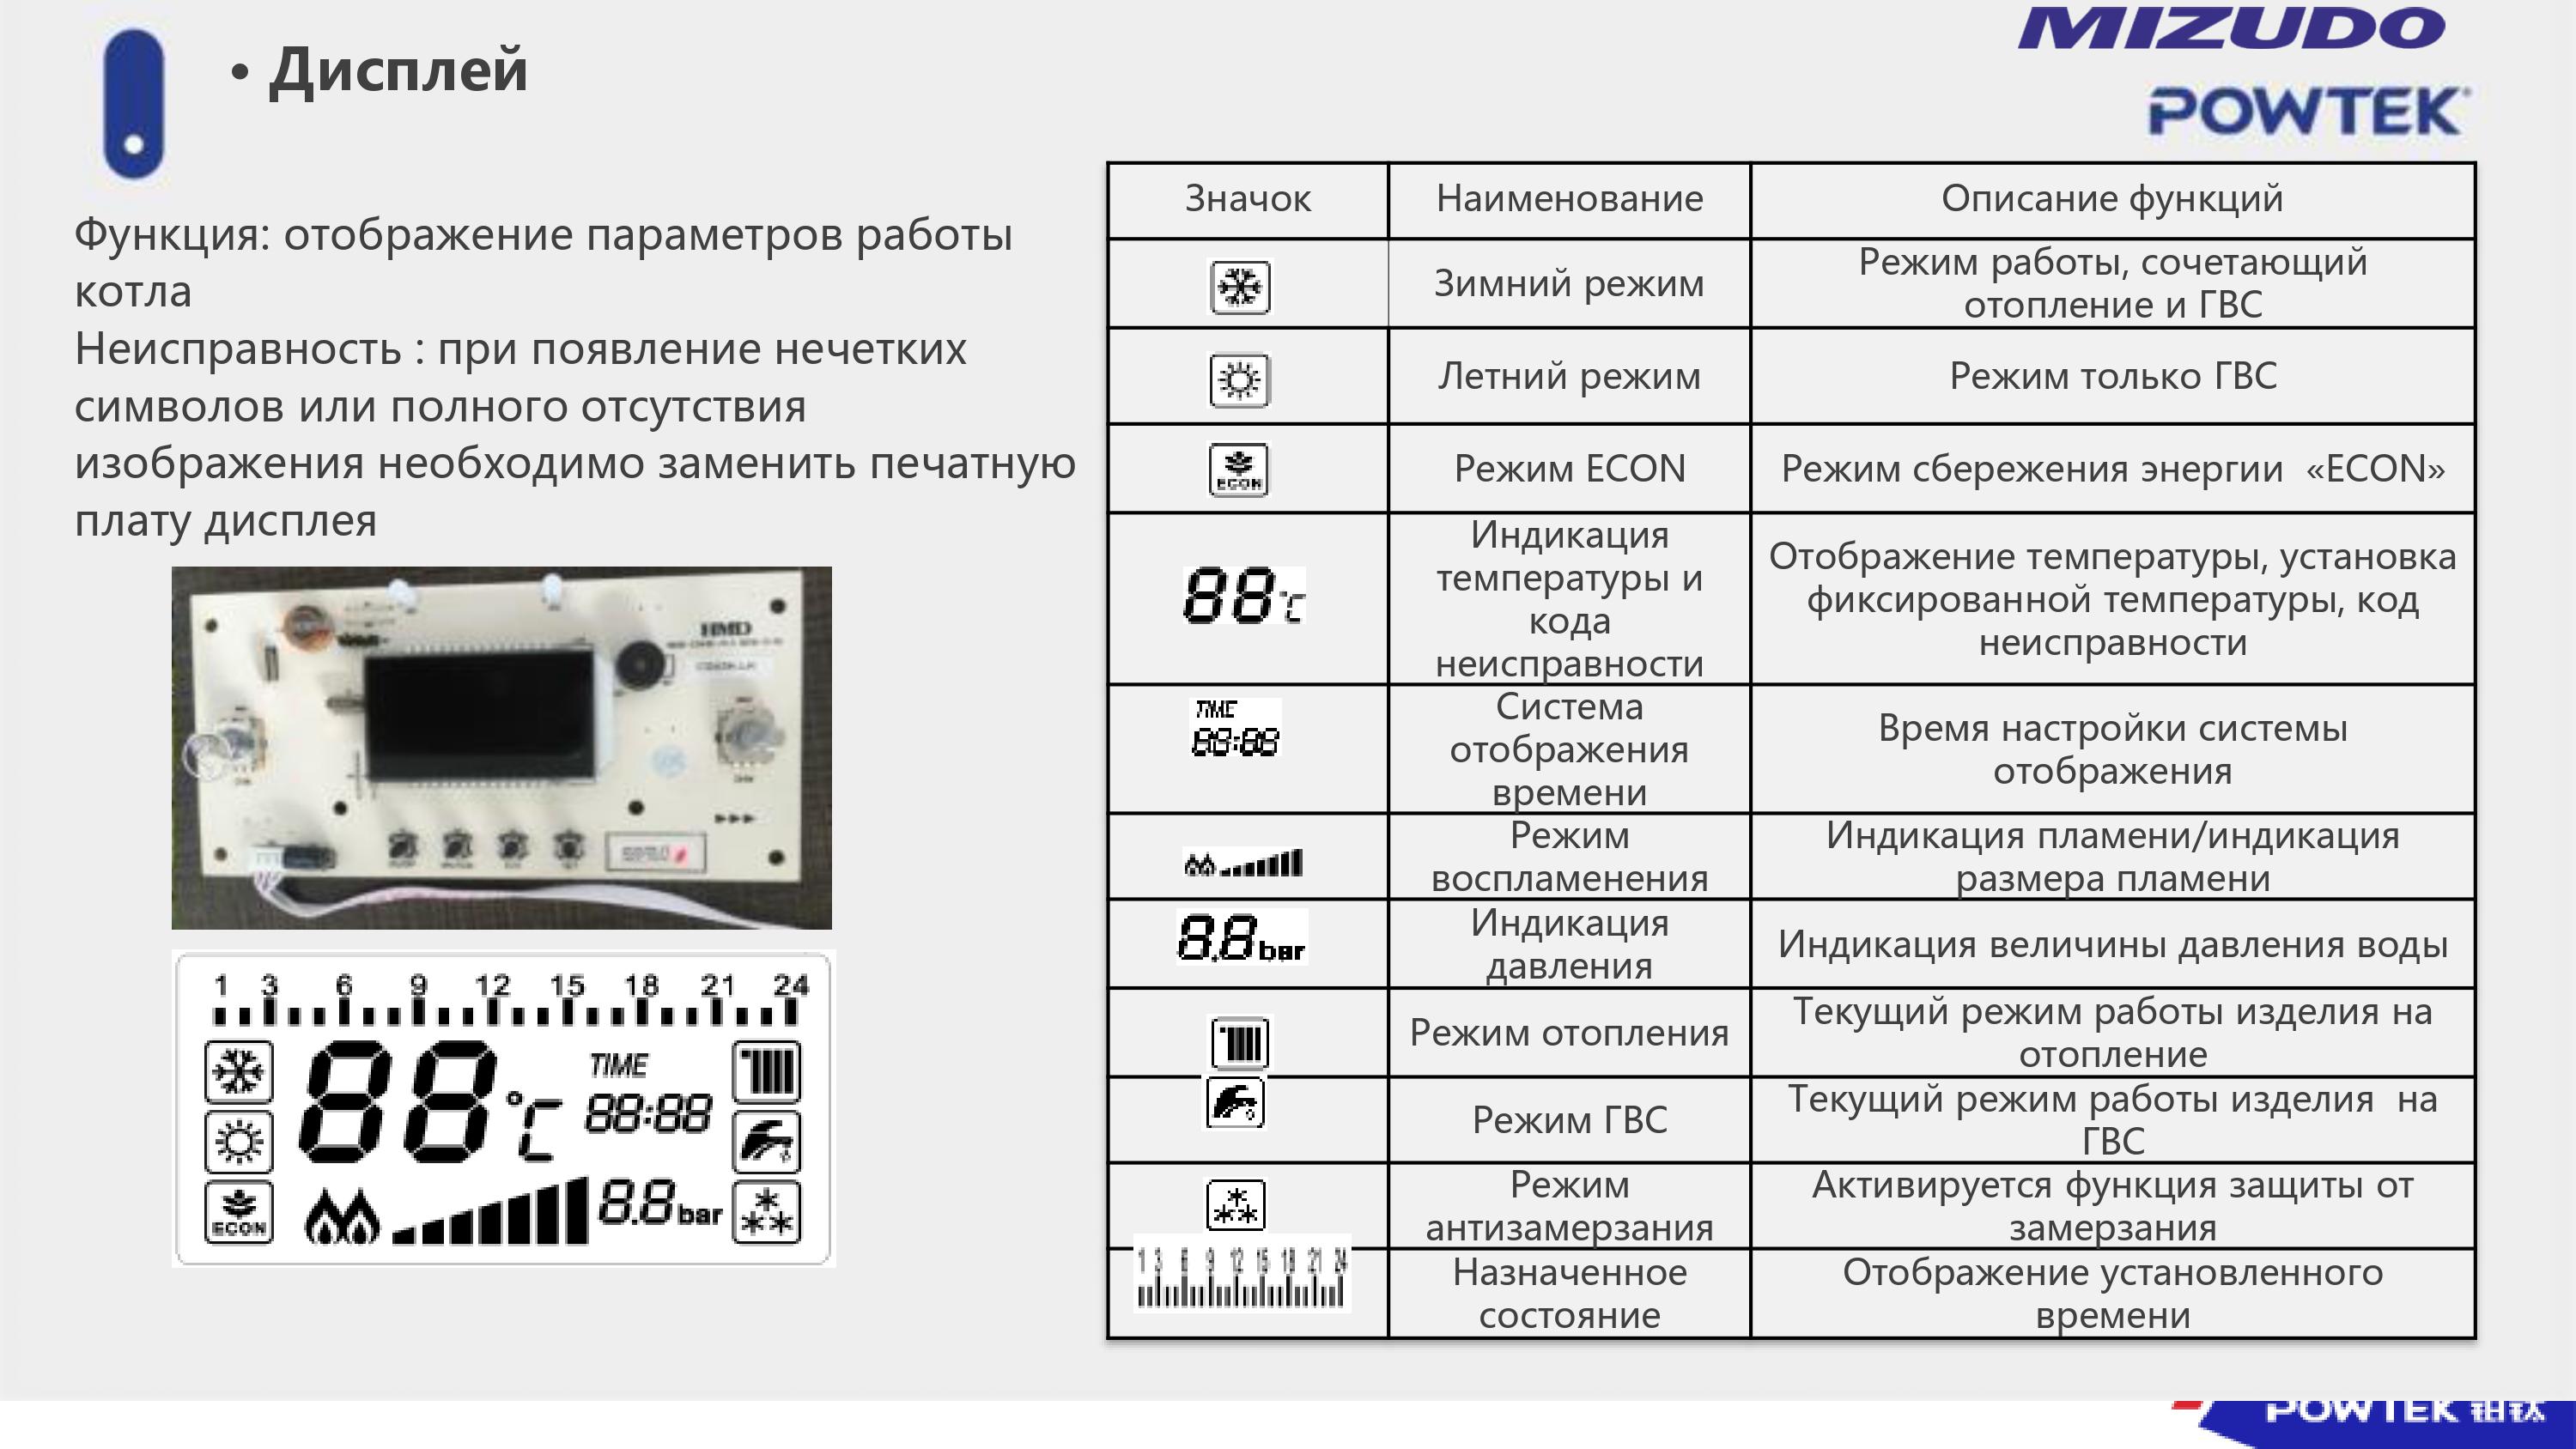 MIZUDO
POWTEK
• Дисплей
Функция: отображение параметров работы
котла
Неисправность : при появление нечетких
символов или полного отсутствия
изображения необходимо заменить печатную
плату дисплея
HMD
1 3 6 9 12 15 18 21 24
88°C
TIME
88:88
ECON
8.8 bar
Значок Наименование Описание функций
Зимний режим
Режим работы, сочетающий
отопление и ГВС
Летний режим
Режим только ГВС
ECON
Режим ECON
Режим сбережения энергии «ECON»
88°C
Индикация
температуры и
кода
неисправности
Отображение температуры, установка
фиксированной температуры, код
неисправности
TIME
88:88
Система
отображения
времени
Время настройки системы
отображения
Режим
воспламенения
Индикация пламени/индикация
размера пламени
8.8 bar
Индикация
давления
Индикация величины давления воды
Режим отопления
Текущий режим работы изделия на
отопление
Режим ГВС
Текущий режим работы изделия на
ГВС
Режим
антизамерзания
Активируется функция защиты от
замерзания
1 3 6 9 12 15 18 21 24
Назначенное
состояние
Отображение установленного
времени
POWTEK